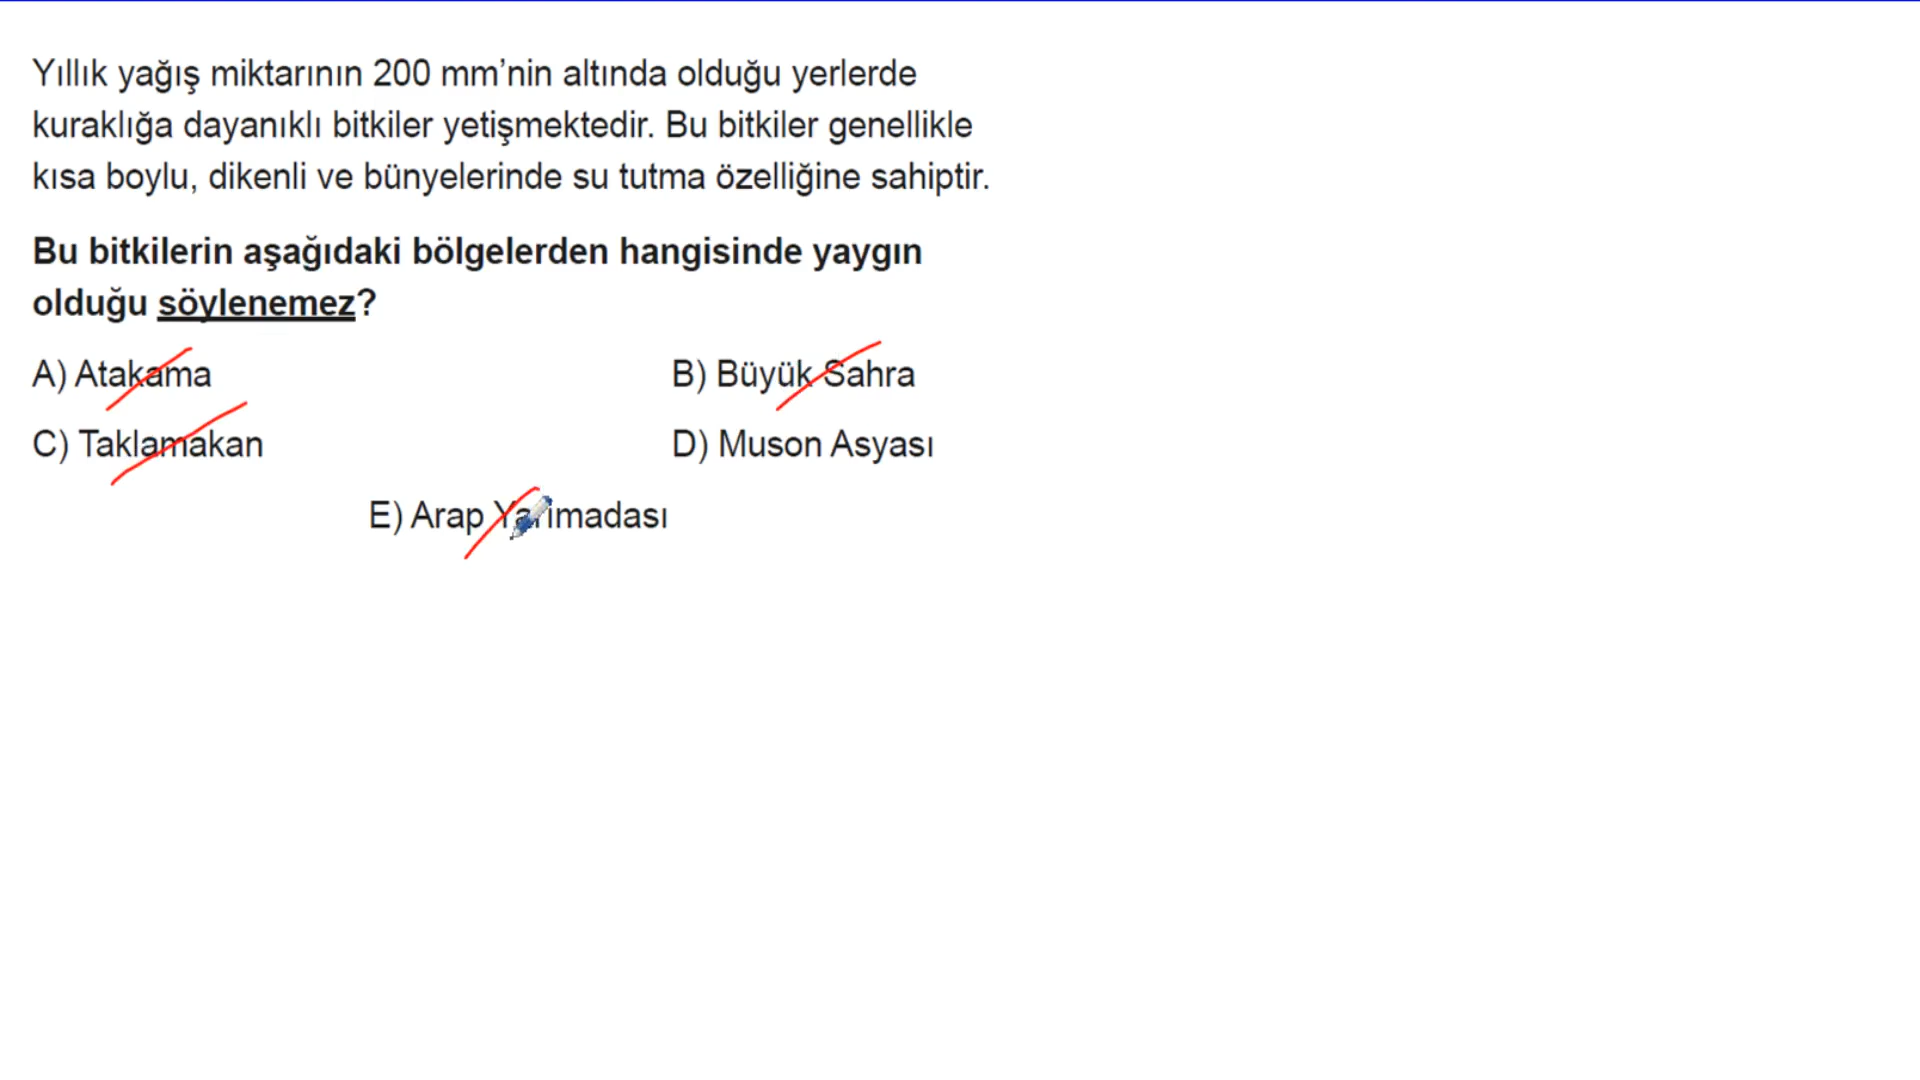 Yıllık yağış miktarının 200 mm’nin altında olduğu yerlerde
kuraklığa dayanıklı bitkiler yetişmektedir. Bu bitkiler genellikle
kısa boylu, dikenli ve bünyelerinde su tutma özelliğine sahiptir.
Bu bitkilerin aşağıdaki bölgelerden hangisinde yaygın
olduğu söylenemez?
A) Atakama B) Büyük Sahra
C) Taklamakan D) Muson Asyası
E) Arap Yarımadası